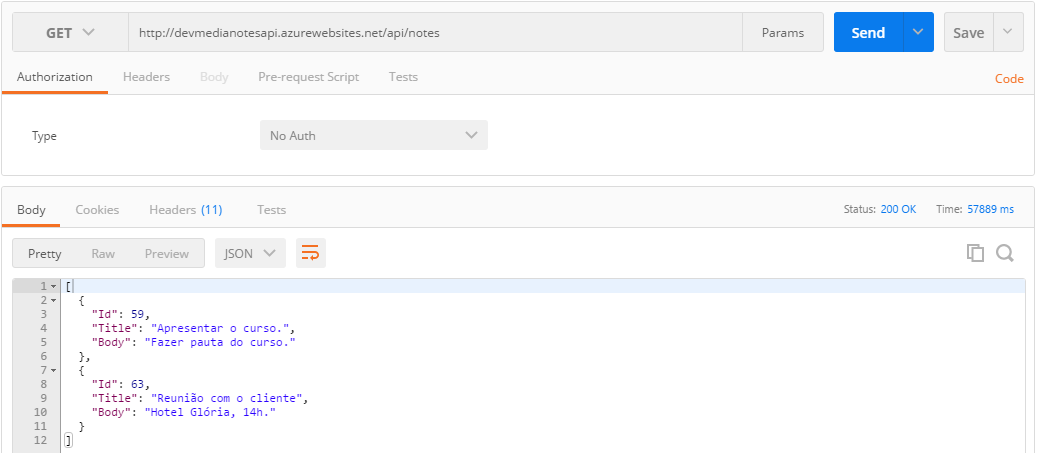 GET http://devmedianotesapi.azurewebsites.net/api/notes Params Send Save
Authorization Headers Body Pre-request Script Tests Code
Type No Auth
Body Cookies Headers (11) Tests Status: 200 OK Time: 57889 ms
Pretty Raw Preview JSON
1 [
2 {
3 "Id": 59,
4 "Title": "Apresentar o curso.",
5 "Body": "Fazer pauta do curso."
6 },
7 {
8 "Id": 63,
9 "Title": "Reunião com o cliente",
10 "Body": "Hotel Glória, 14h."
11 }
12 ]